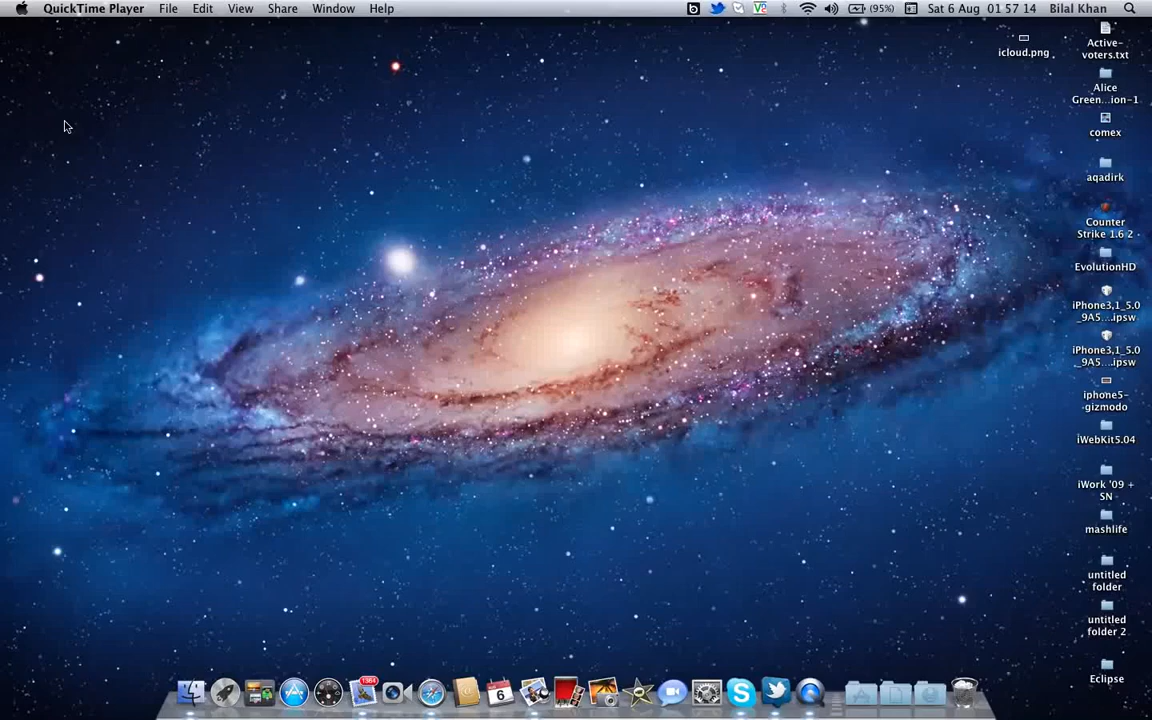 QuickTime Player File Edit View Share Window Help (95%) Sat 6 Aug 01 57 14 Bilal Khan
icloud.png
Active-
voters.txt
Alice
Green...ion-1
comex
aqadirk
Counter
Strike 1.6 2
EvolutionHD
iPhone3,1_5.0
_9A5....ipsw
iPhone3,1_5.0
_9A5....ipsw
iphone5-
gizmodo
iWebKit5.04
iWork '09 +
SN
mashlife
untitled
folder
untitled
folder 2
Eclipse
1384
6